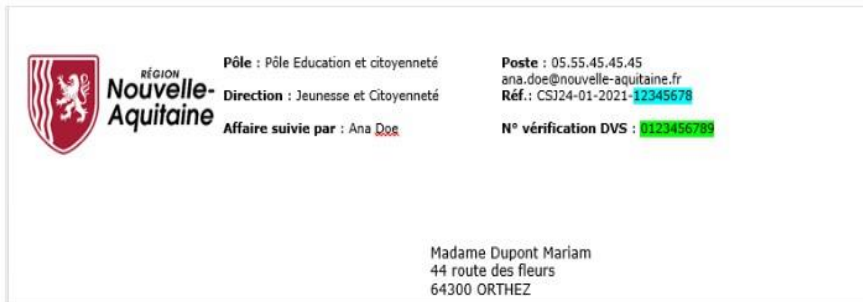 RÉGION
Nouvelle-
Aquitaine
Pôle : Pôle Education et citoyenneté
Direction : Jeunesse et Citoyenneté
Affaire suivie par : Ana Doe
Poste : 05.55.45.45.45
ana.doe@nouvelle-aquitaine.fr
Réf.: CSJ24-01-2021-12345678
N° vérification DVS : 0123456789
Madame Dupont Mariam
44 route des fleurs
64300 ORTHEZ